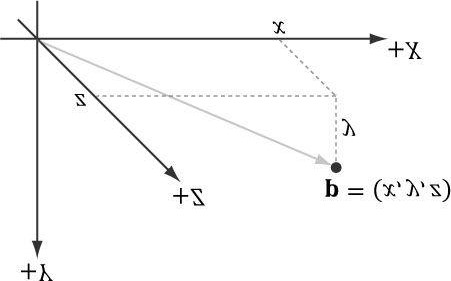 x
+X
z
y
+Z
p = (x, y, z)
+Y